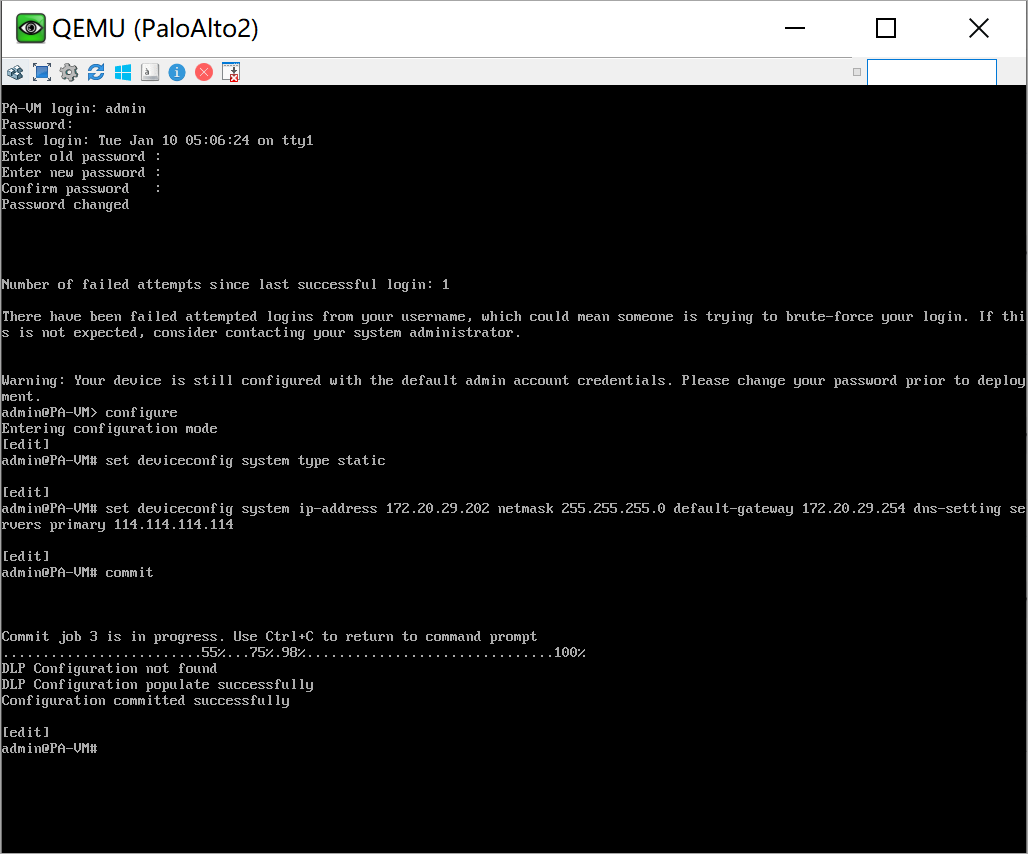 QEMU (PaloAlto2)
PA-VM login: admin
Password:
Last login: Tue Jan 10 05:06:24 on tty1
Enter old password :
Enter new password :
Confirm password   :
Password changed
Number of failed attempts since last successful login: 1
There have been failed attempted logins from your username, which could mean someone is trying to brute-force your login. If thi
s is not expected, consider contacting your system administrator.
Warning: Your device is still configured with the default admin account credentials. Please change your password prior to deploy
ment.
admin@PA-VM> configure
Entering configuration mode
[edit]
admin@PA-VM# set deviceconfig system type static
[edit]
admin@PA-VM# set deviceconfig system ip-address 172.20.29.202 netmask 255.255.255.0 default-gateway 172.20.29.254 dns-setting se
rvers primary 114.114.114.114
[edit]
admin@PA-VM# commit
Commit job 3 is in progress. Use Ctrl+C to return to command prompt
.........................55%...75%.98%...............................100%
DLP Configuration not found
DLP Configuration populate successfully
Configuration committed successfully
[edit]
admin@PA-VM#